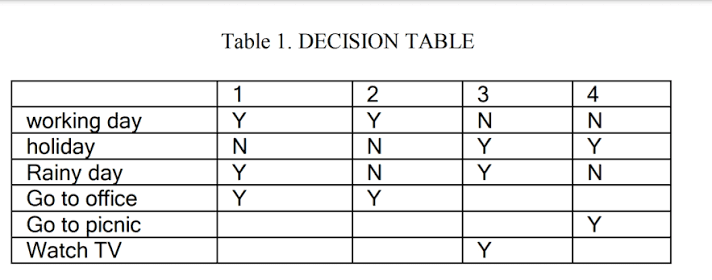 Table 1. DECISION TABLE
1 2 3 4
working day Y Y N N
holiday N N Y Y
Rainy day Y N Y N
Go to office Y Y
Go to picnic Y
Watch TV Y